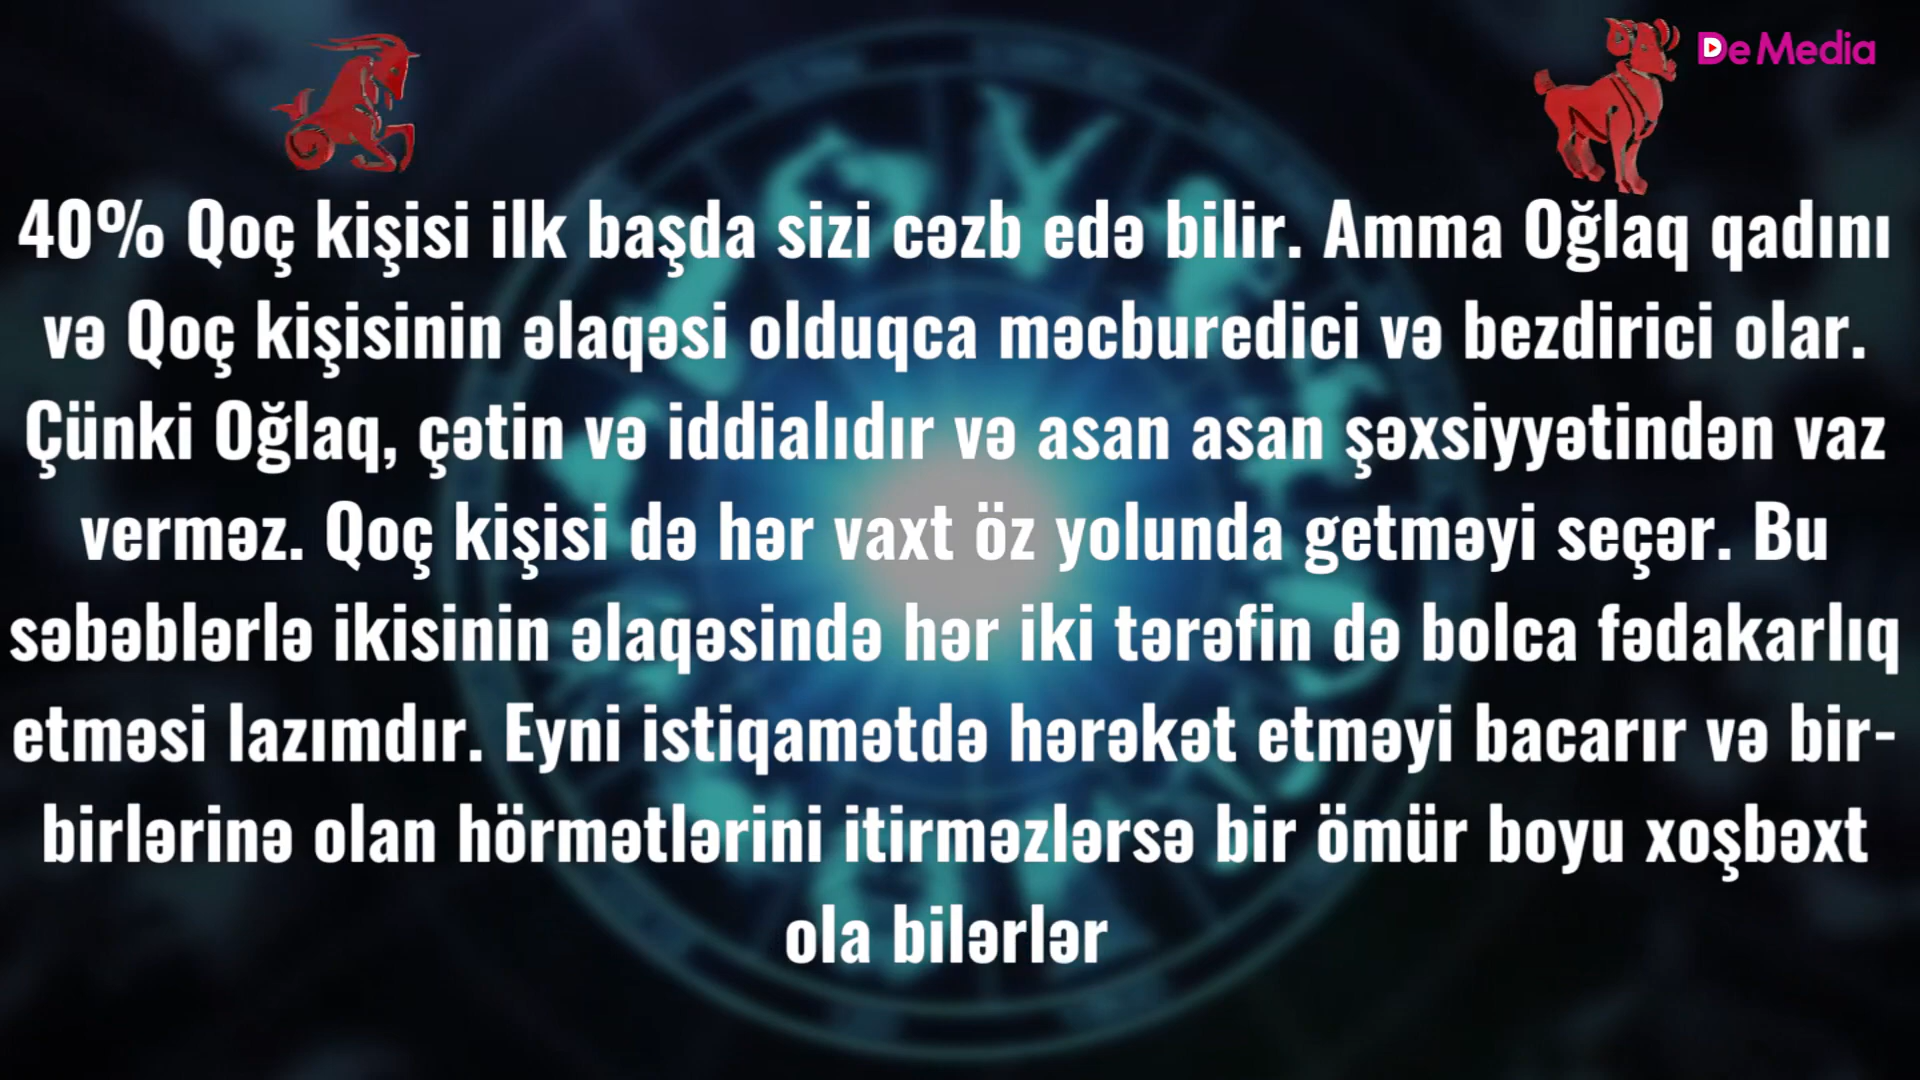 De Media
40% Qoç kişisi ilk başda sizi cəzb edə bilir. Amma Oğlaq qadını
və Qoç kişisinin əlaqəsi olduqca məcburedici və bezdirici olar.
Çünki Oğlaq, çətin və iddialıdır və asan asan şəxsiyyətindən vaz
verməz. Qoç kişisi də hər vaxt öz yolunda getməyi seçər. Bu
səbəblərlə ikisinin əlaqəsində hər iki tərəfin də bolca fədakarlıq
etməsi lazımdır. Eyni istiqamətdə hərəkət etməyi bacarır və bir-
birlərinə olan hörmətlərini itirməzlərsə bir ömür boyu xoşbəxt
ola bilərlər